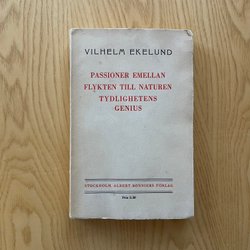 VILHELM EKELUND
PASSIONER EMELLAN
FLYKTEN TILL NATUREN
TYDLIGHETENS
GENIUS
STOCKHOLM ALBERT BONNIERS FÖRLAG